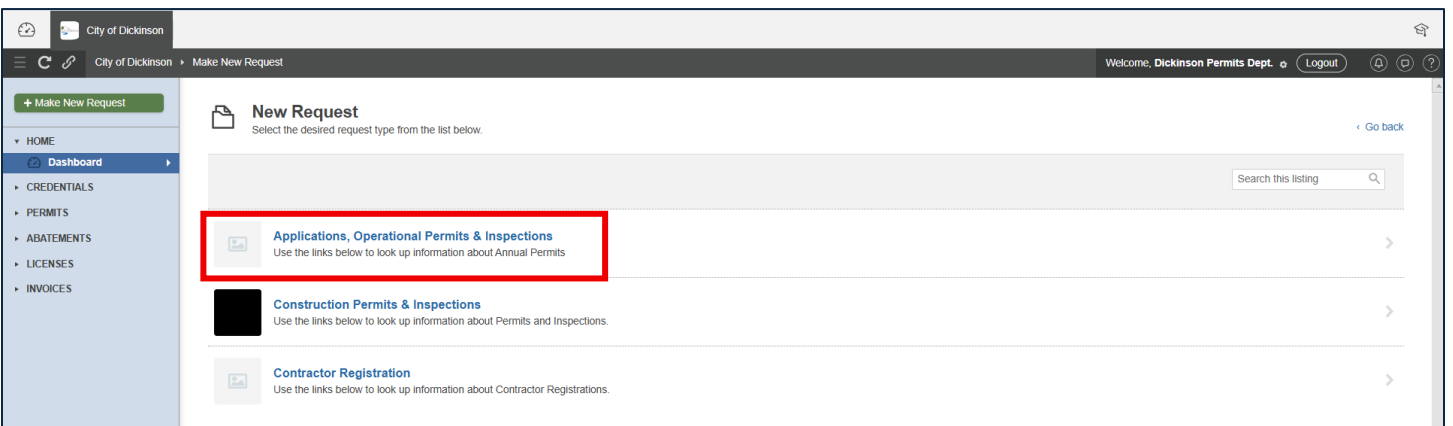 City of Dickinson
City of Dickinson ▸ Make New Request
Welcome, Dickinson Permits Dept. Logout
?
+ Make New Request
HOME
Dashboard
CREDENTIALS
PERMITS
ABATEMENTS
LICENSES
INVOICES
New Request
Select the desired request type from the list below.
‹ Go back
Search this listing
Applications, Operational Permits & Inspections
Use the links below to look up information about Annual Permits
Construction Permits & Inspections
Use the links below to look up information about Permits and Inspections.
Contractor Registration
Use the links below to look up information about Contractor Registrations.